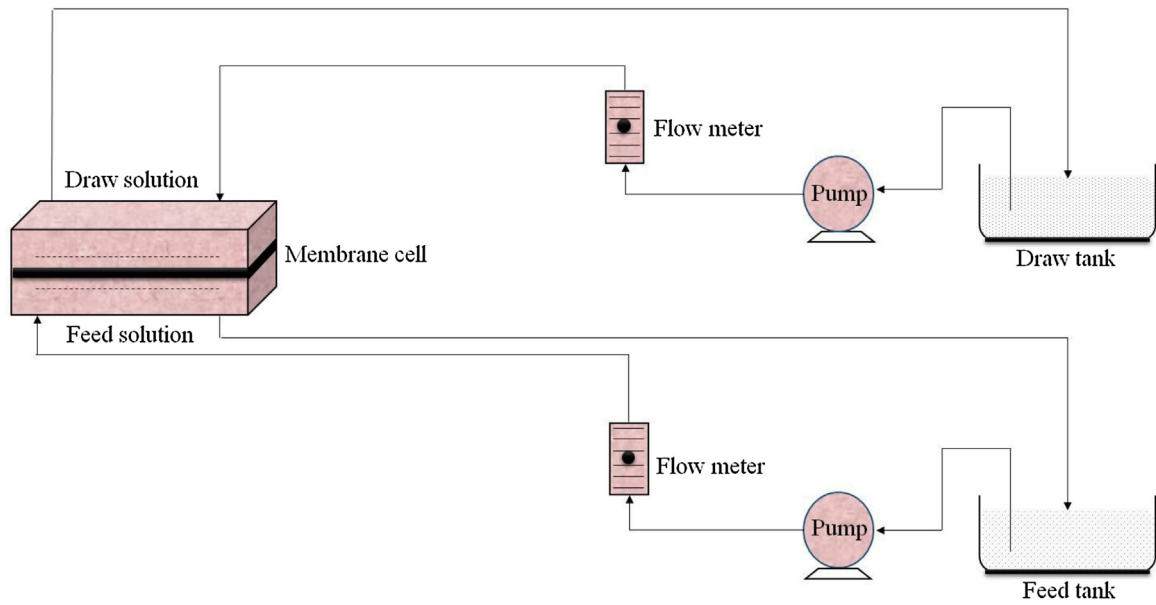 Flow meter
Draw solution
Pump
Membrane cell
Draw tank
Feed solution
Flow meter
Pump
Feed tank